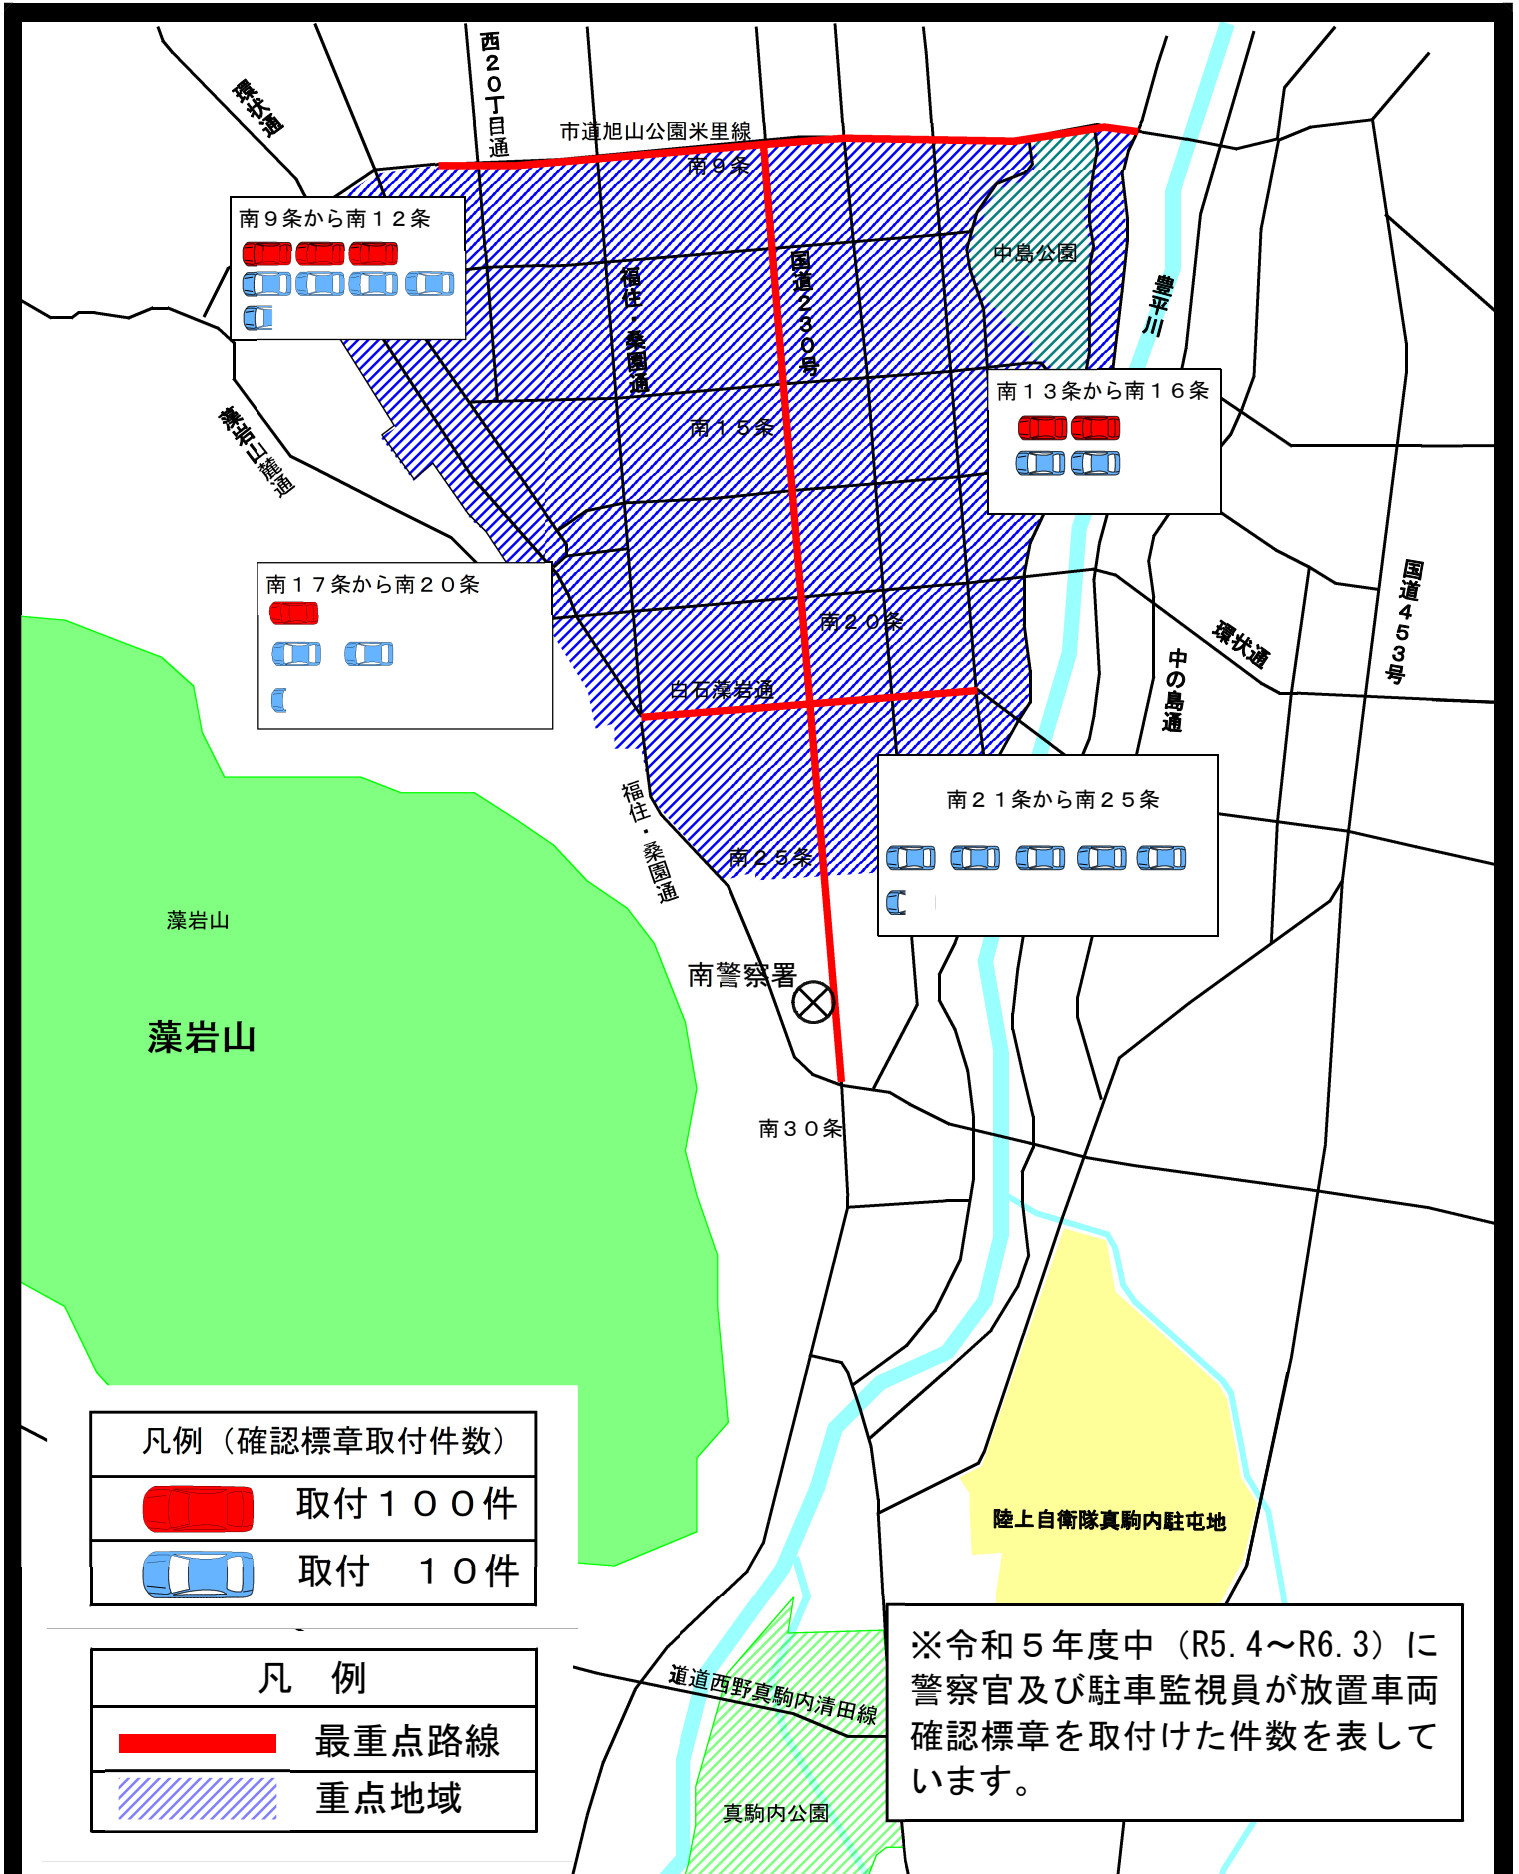 環状通
西20丁目通
市道旭山公園米里線
南9条
南9条から南12条
中島公園
福住・桑園通
国道230号
豊平川
藻岩山麓通
南15条
南13条から南16条
南17条から南20条
南20条
国道453号
環状通
中の島通
白石藻岩通
福住・桑園通
南21条から南25条
南25条
藻岩山
南警察署
藻岩山
南30条
凡例(確認標章取付件数)
取付100件
取付 10件
陸上自衛隊真駒内駐屯地
凡 例
最重点路線
重点地域
道道西野真駒内清田線
真駒内公園
※令和5年度中(R5.4~R6.3)に
警察官及び駐車監視員が放置車両
確認標章を取付けた件数を表して
います。